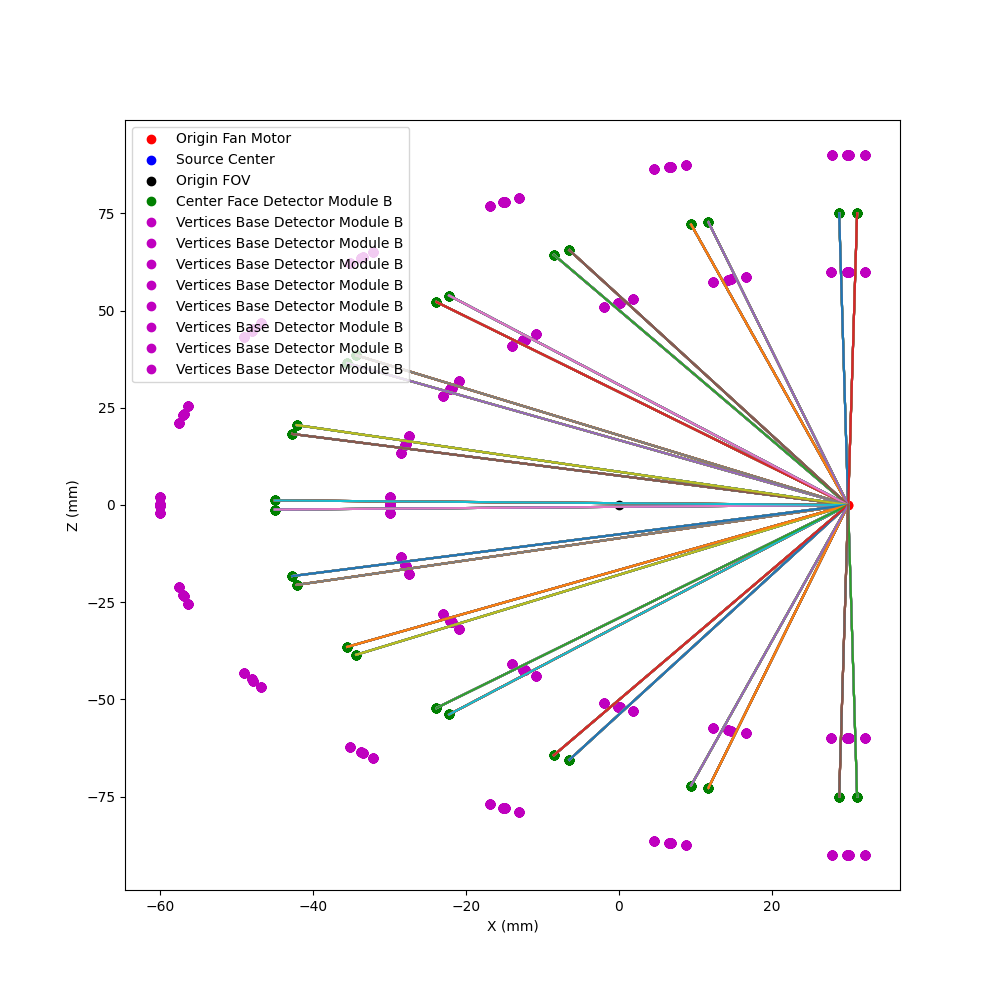 Origin Fan Motor
Source Center
Origin FOV
Center Face Detector Module B
Vertices Base Detector Module B
Vertices Base Detector Module B
Vertices Base Detector Module B
Vertices Base Detector Module B
Vertices Base Detector Module B
Vertices Base Detector Module B
Vertices Base Detector Module B
Vertices Base Detector Module B
75
50
25
0
−25
−50
−75
Z (mm)
−60 −40 −20 0 20
X (mm)